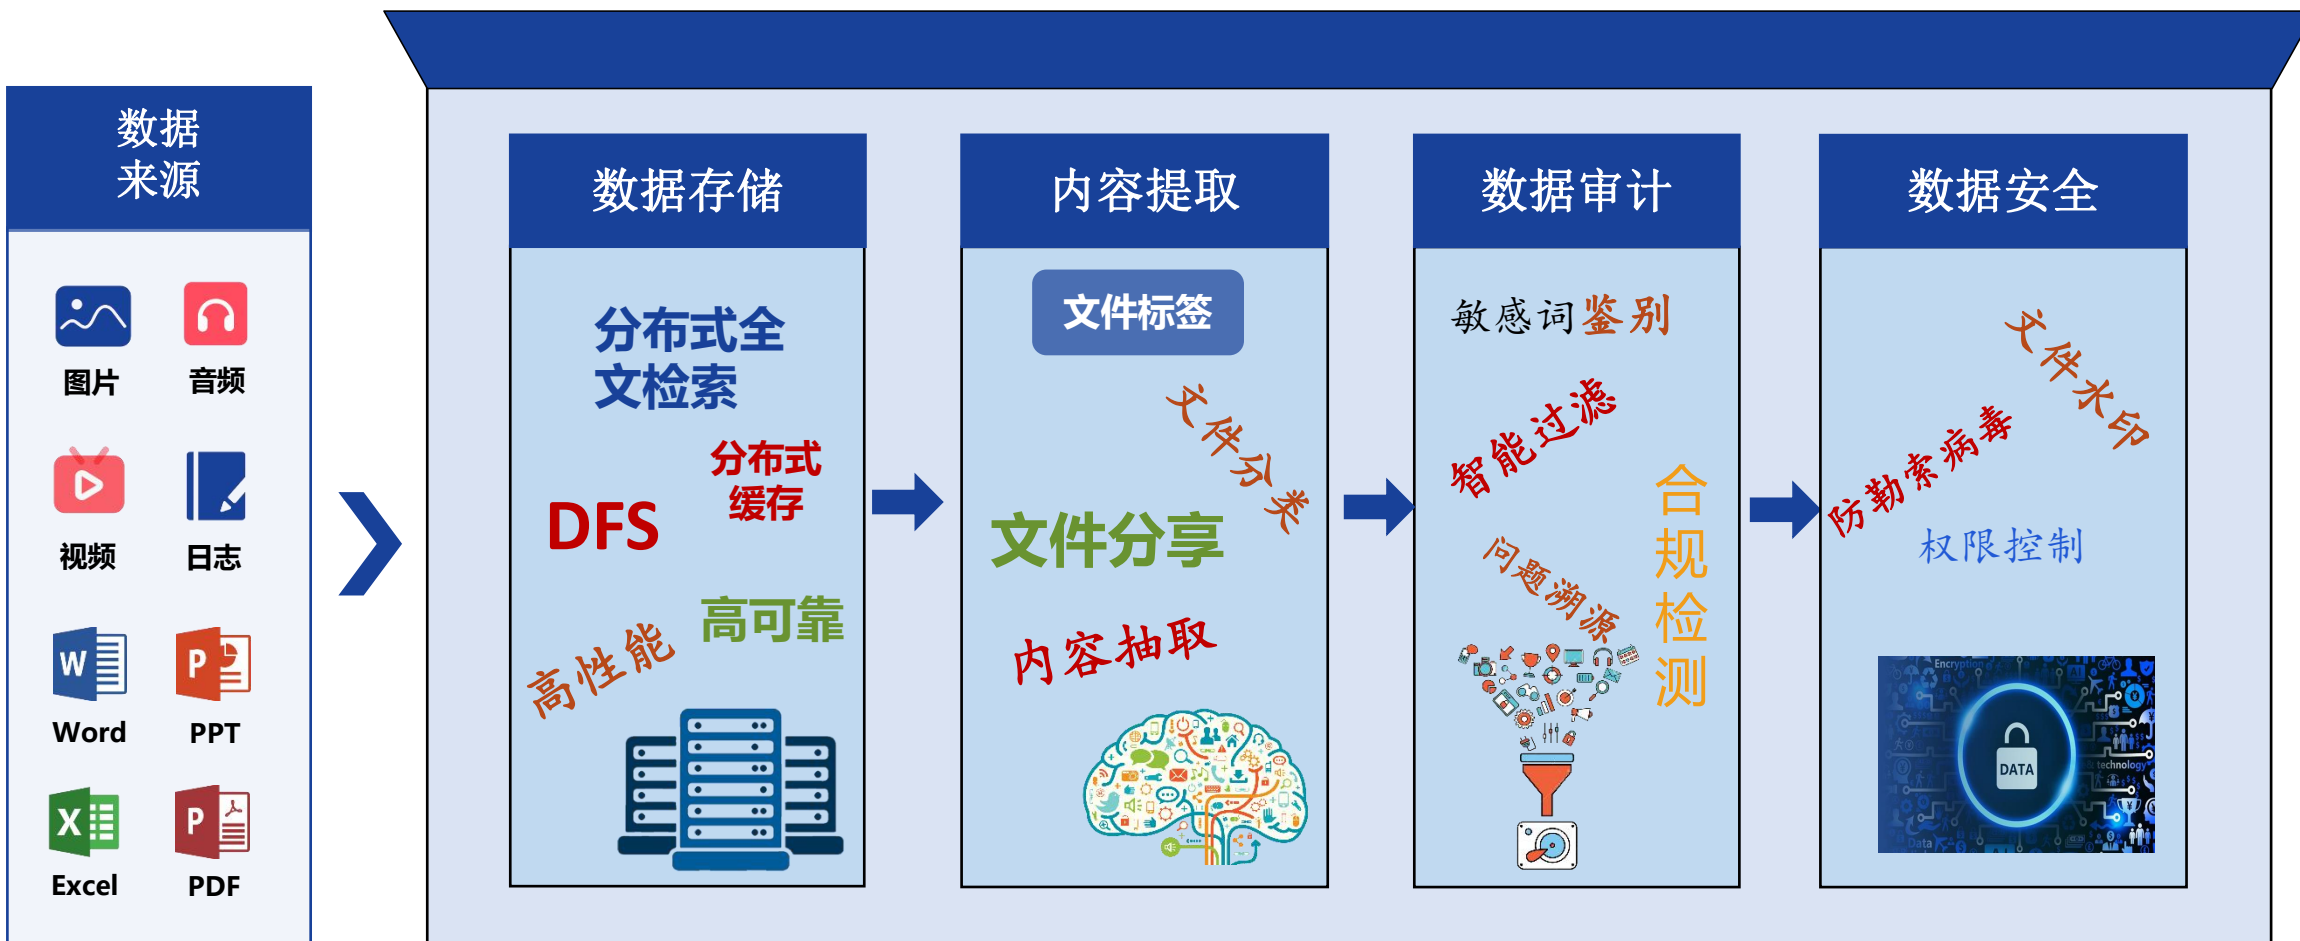 数据
来源
图片
音频
视频
日志
W
P
Word
PPT
X
P
Excel
PDF
数据存储
分布式全
文检索
分布式
缓存
DFS
高可靠
高性能
内容提取
文件标签
文件分类
文件分享
内容抽取
数据审计
敏感词鉴别
智能过滤
合规检测
问题溯源
数据安全
文件水印
防勒索病毒
权限控制
Encryption
DATA
technology
Data